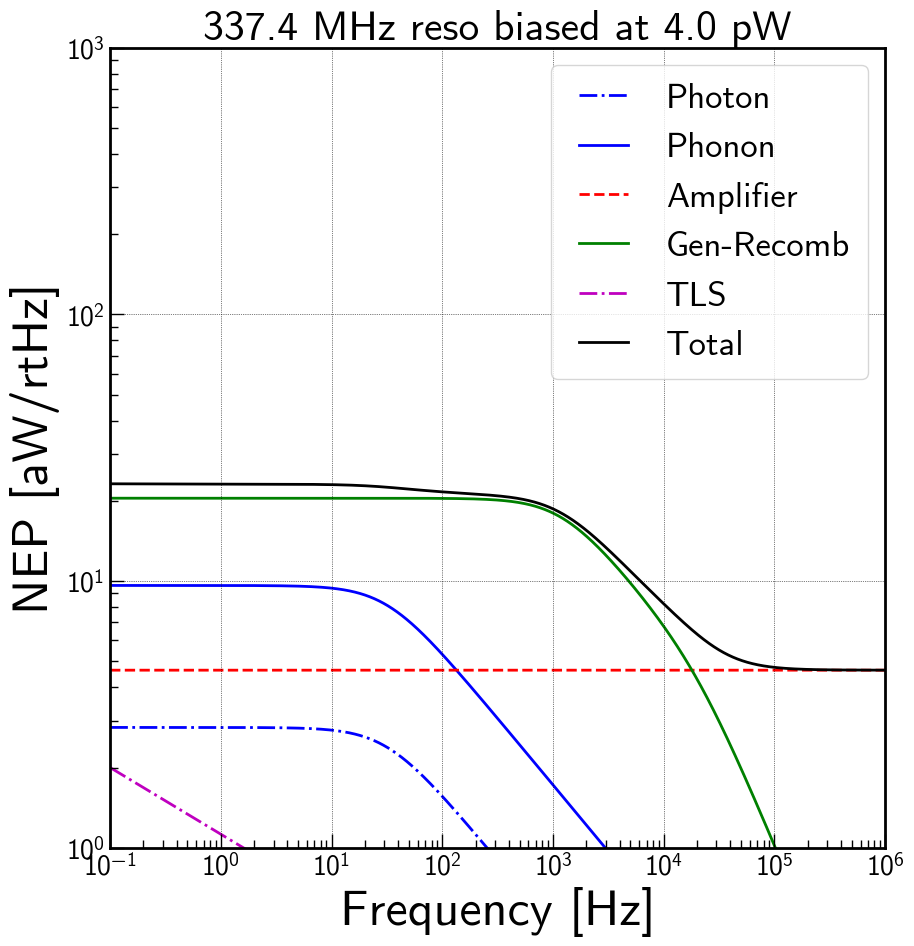 337.4 MHz reso biased at 4.0 pW
10³
10²
10¹
10⁰
NEP [aW/rtHz]
Photon
Phonon
Amplifier
Gen-Recomb
TLS
Total
10⁻¹ 10⁰ 10¹ 10² 10³ 10⁴ 10⁵ 10⁶
Frequency [Hz]